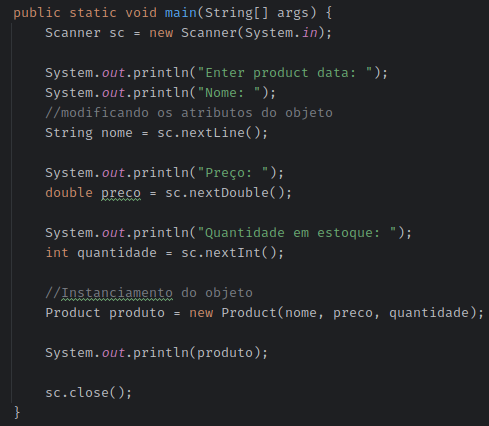 public static void main(String[] args) {
    Scanner sc = new Scanner(System.in);

    System.out.println("Enter product data: ");
    System.out.println("Nome: ");
    //modificando os atributos do objeto
    String nome = sc.nextLine();

    System.out.println("Preço: ");
    double preco = sc.nextDouble();

    System.out.println("Quantidade em estoque: ");
    int quantidade = sc.nextInt();

    //Instanciamento do objeto
    Product produto = new Product(nome, preco, quantidade);

    System.out.println(produto);

    sc.close();
}